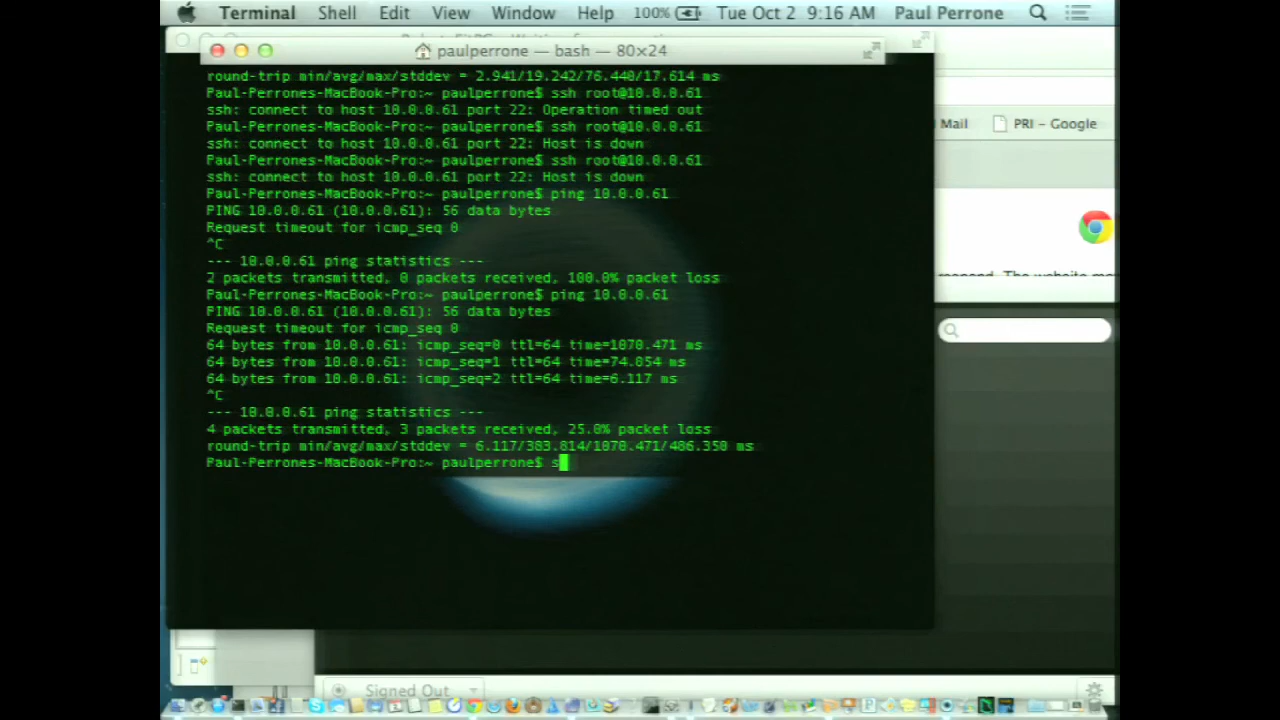 Terminal Shell Edit View Window Help 100% Tue Oct 2 9:16 AM Paul Perrone
paulperrone — bash — 80×24
round-trip min/avg/max/stddev = 2.941/19.242/76.440/17.614 ms
Paul-Perrones-MacBook-Pro:~ paulperrone$ ssh root@10.0.0.61
ssh: connect to host 10.0.0.61 port 22: Operation timed out
Paul-Perrones-MacBook-Pro:~ paulperrone$ ssh root@10.0.0.61
ssh: connect to host 10.0.0.61 port 22: Host is down
Paul-Perrones-MacBook-Pro:~ paulperrone$ ssh root@10.0.0.61
ssh: connect to host 10.0.0.61 port 22: Host is down
Paul-Perrones-MacBook-Pro:~ paulperrone$ ping 10.0.0.61
PING 10.0.0.61 (10.0.0.61): 56 data bytes
Request timeout for icmp_seq 0
^C
--- 10.0.0.61 ping statistics ---
2 packets transmitted, 0 packets received, 100.0% packet loss
Paul-Perrones-MacBook-Pro:~ paulperrone$ ping 10.0.0.61
PING 10.0.0.61 (10.0.0.61): 56 data bytes
Request timeout for icmp_seq 0
64 bytes from 10.0.0.61: icmp_seq=0 ttl=64 time=1070.471 ms
64 bytes from 10.0.0.61: icmp_seq=1 ttl=64 time=74.054 ms
64 bytes from 10.0.0.61: icmp_seq=2 ttl=64 time=6.117 ms
^C
--- 10.0.0.61 ping statistics ---
4 packets transmitted, 3 packets received, 25.0% packet loss
round-trip min/avg/max/stddev = 6.117/383.814/1070.471/486.350 ms
Paul-Perrones-MacBook-Pro:~ paulperrone$ s
Mail PRI – Google
The website
Signed Out